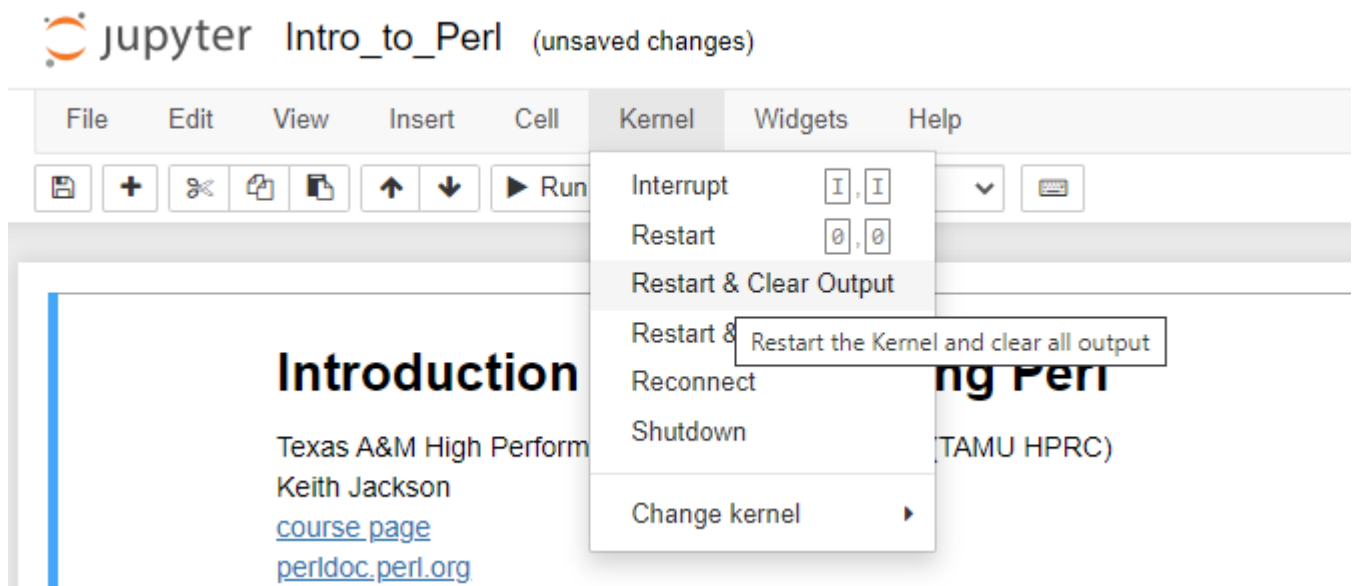 jupyter Intro_to_Perl (unsaved changes)
File Edit View Insert Cell Kernel Widgets Help
Run
Interrupt I,I
Restart 0,0
Restart & Clear Output
Restart &
Restart the Kernel and clear all output
Reconnect
Shutdown
Change kernel
Introduction ng Perl
Texas A&M High Perform (TAMU HPRC)
Keith Jackson
course page
perldoc.perl.org